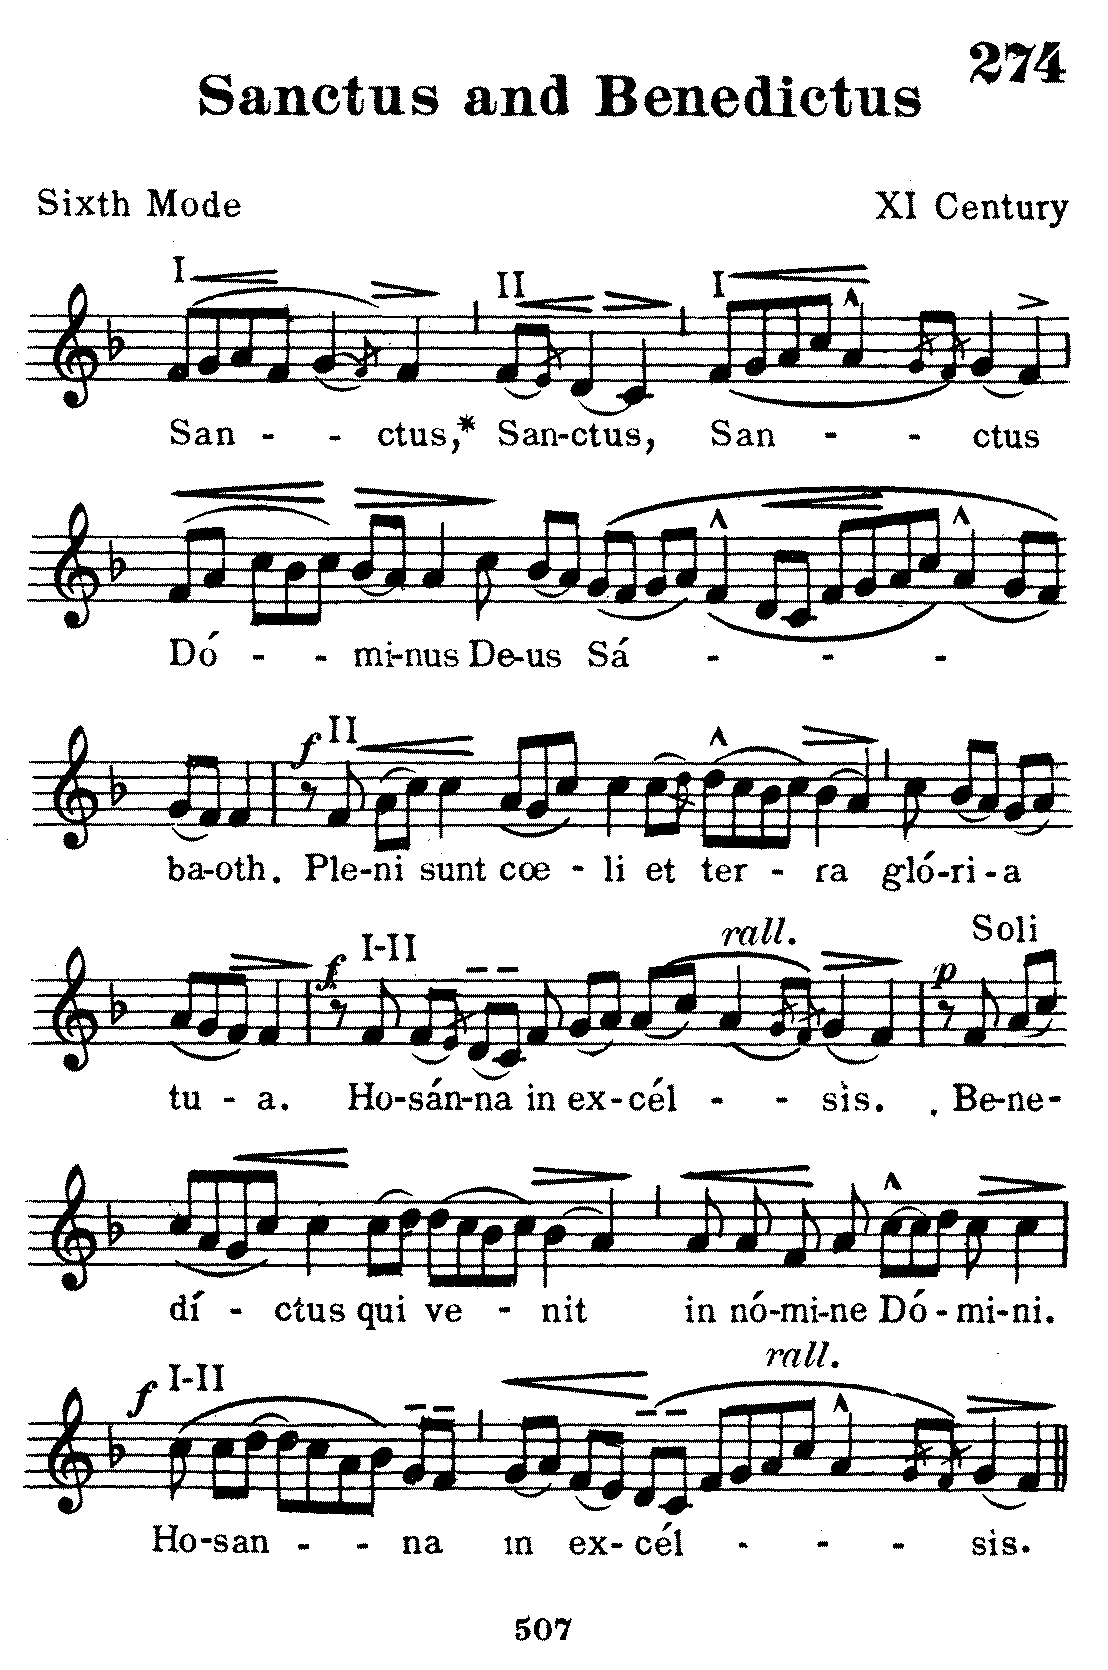 274
Sanctus and Benedictus
Sixth Mode XI Century
I II I
San - - ctus,* San-ctus, San - - ctus
Dó - - mi-nus De-us Sá - - -
f II
ba-oth. Ple-ni sunt cœ - li et ter - ra gló-ri-a
f I-II rall. p Soli
tu - a. Ho-sán-na in ex-cél - - sis. Be-ne-
dí - ctus qui ve - nit in nó-mi-ne Dó-mi-ni.
f I-II rall.
Ho-san - - na in ex-cél - - - sis.
507